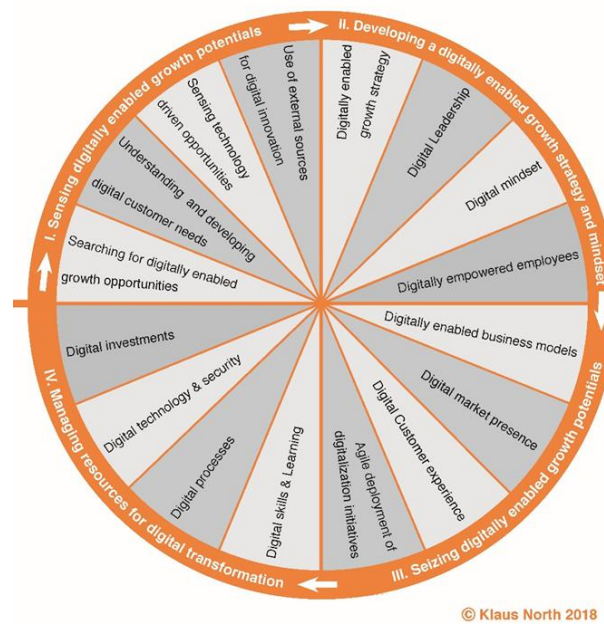 I. Sensing digitally enabled growth potentials
Searching for digitally enabled
growth opportunities
Understanding and developing
digital customer needs
Sensing technology
driven opportunities
Use of external sources
for digital innovation
II. Developing a digitally enabled growth strategy and mindset
Digitally enabled
growth strategy
Digital Leadership
Digital mindset
Digitally empowered employees
III. Seizing digitally enabled growth potentials
Digitally enabled business models
Digital market presence
Digital Customer experience
Agile deployment of
digitalization initiatives
IV. Managing resources for digital transformation
Digital skills & Learning
Digital processes
Digital technology & security
Digital investments
© Klaus North 2018